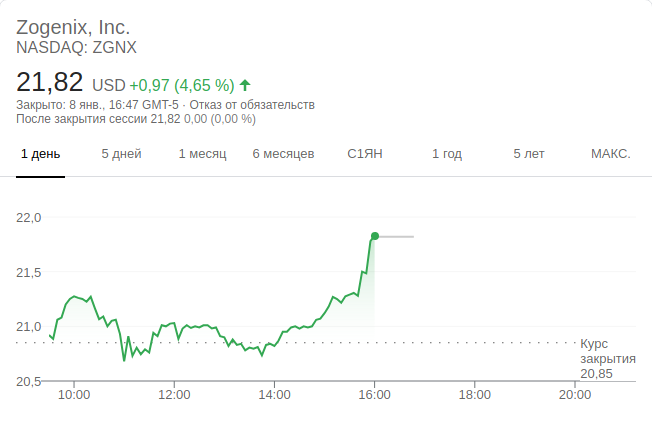 Zogenix, Inc.
NASDAQ: ZGNX
21,82 USD +0,97 (4,65 %)
Закрыто: 8 янв., 16:47 GMT-5 · Отказ от обязательств
После закрытия сессии 21,82 0,00 (0,00 %)
1 день 5 дней 1 месяц 6 месяцев С1ЯН 1 год 5 лет МАКС.
22,0
21,5
21,0
Курс
закрытия
20,85
20,5
10:00 12:00 14:00 16:00 18:00 20:00